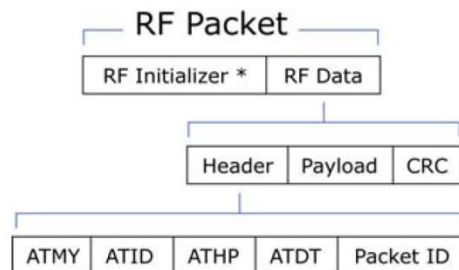 RF Packet
RF Initializer * RF Data
Header Payload CRC
ATMY ATID ATHP ATDT Packet ID